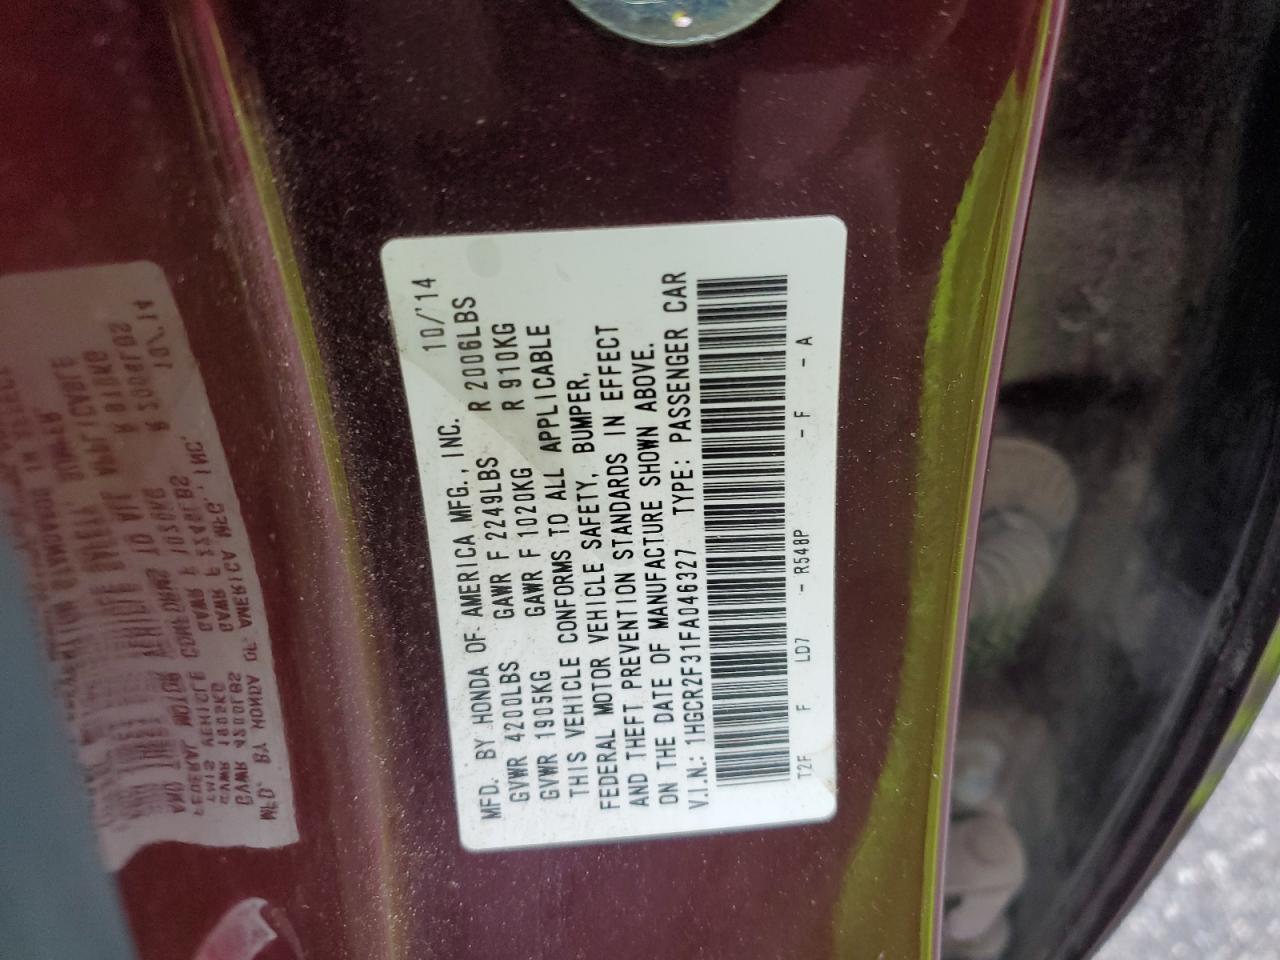 MFD. BY HONDA OF AMERICA MFG., INC. 10/'14
GVWR 4200LBS GAWR F 2249LBS R 2006LBS
GVWR 1905KG GAWR F 1020KG R 910KG
THIS VEHICLE CONFORMS TO ALL APPLICABLE
FEDERAL MOTOR VEHICLE SAFETY, BUMPER,
AND THEFT PREVENTION STANDARDS IN EFFECT
ON THE DATE OF MANUFACTURE SHOWN ABOVE.
V.I.N.: 1HGCR2F31FA046327 TYPE: PASSENGER CAR
T2F F LD7 - R548P - F - A